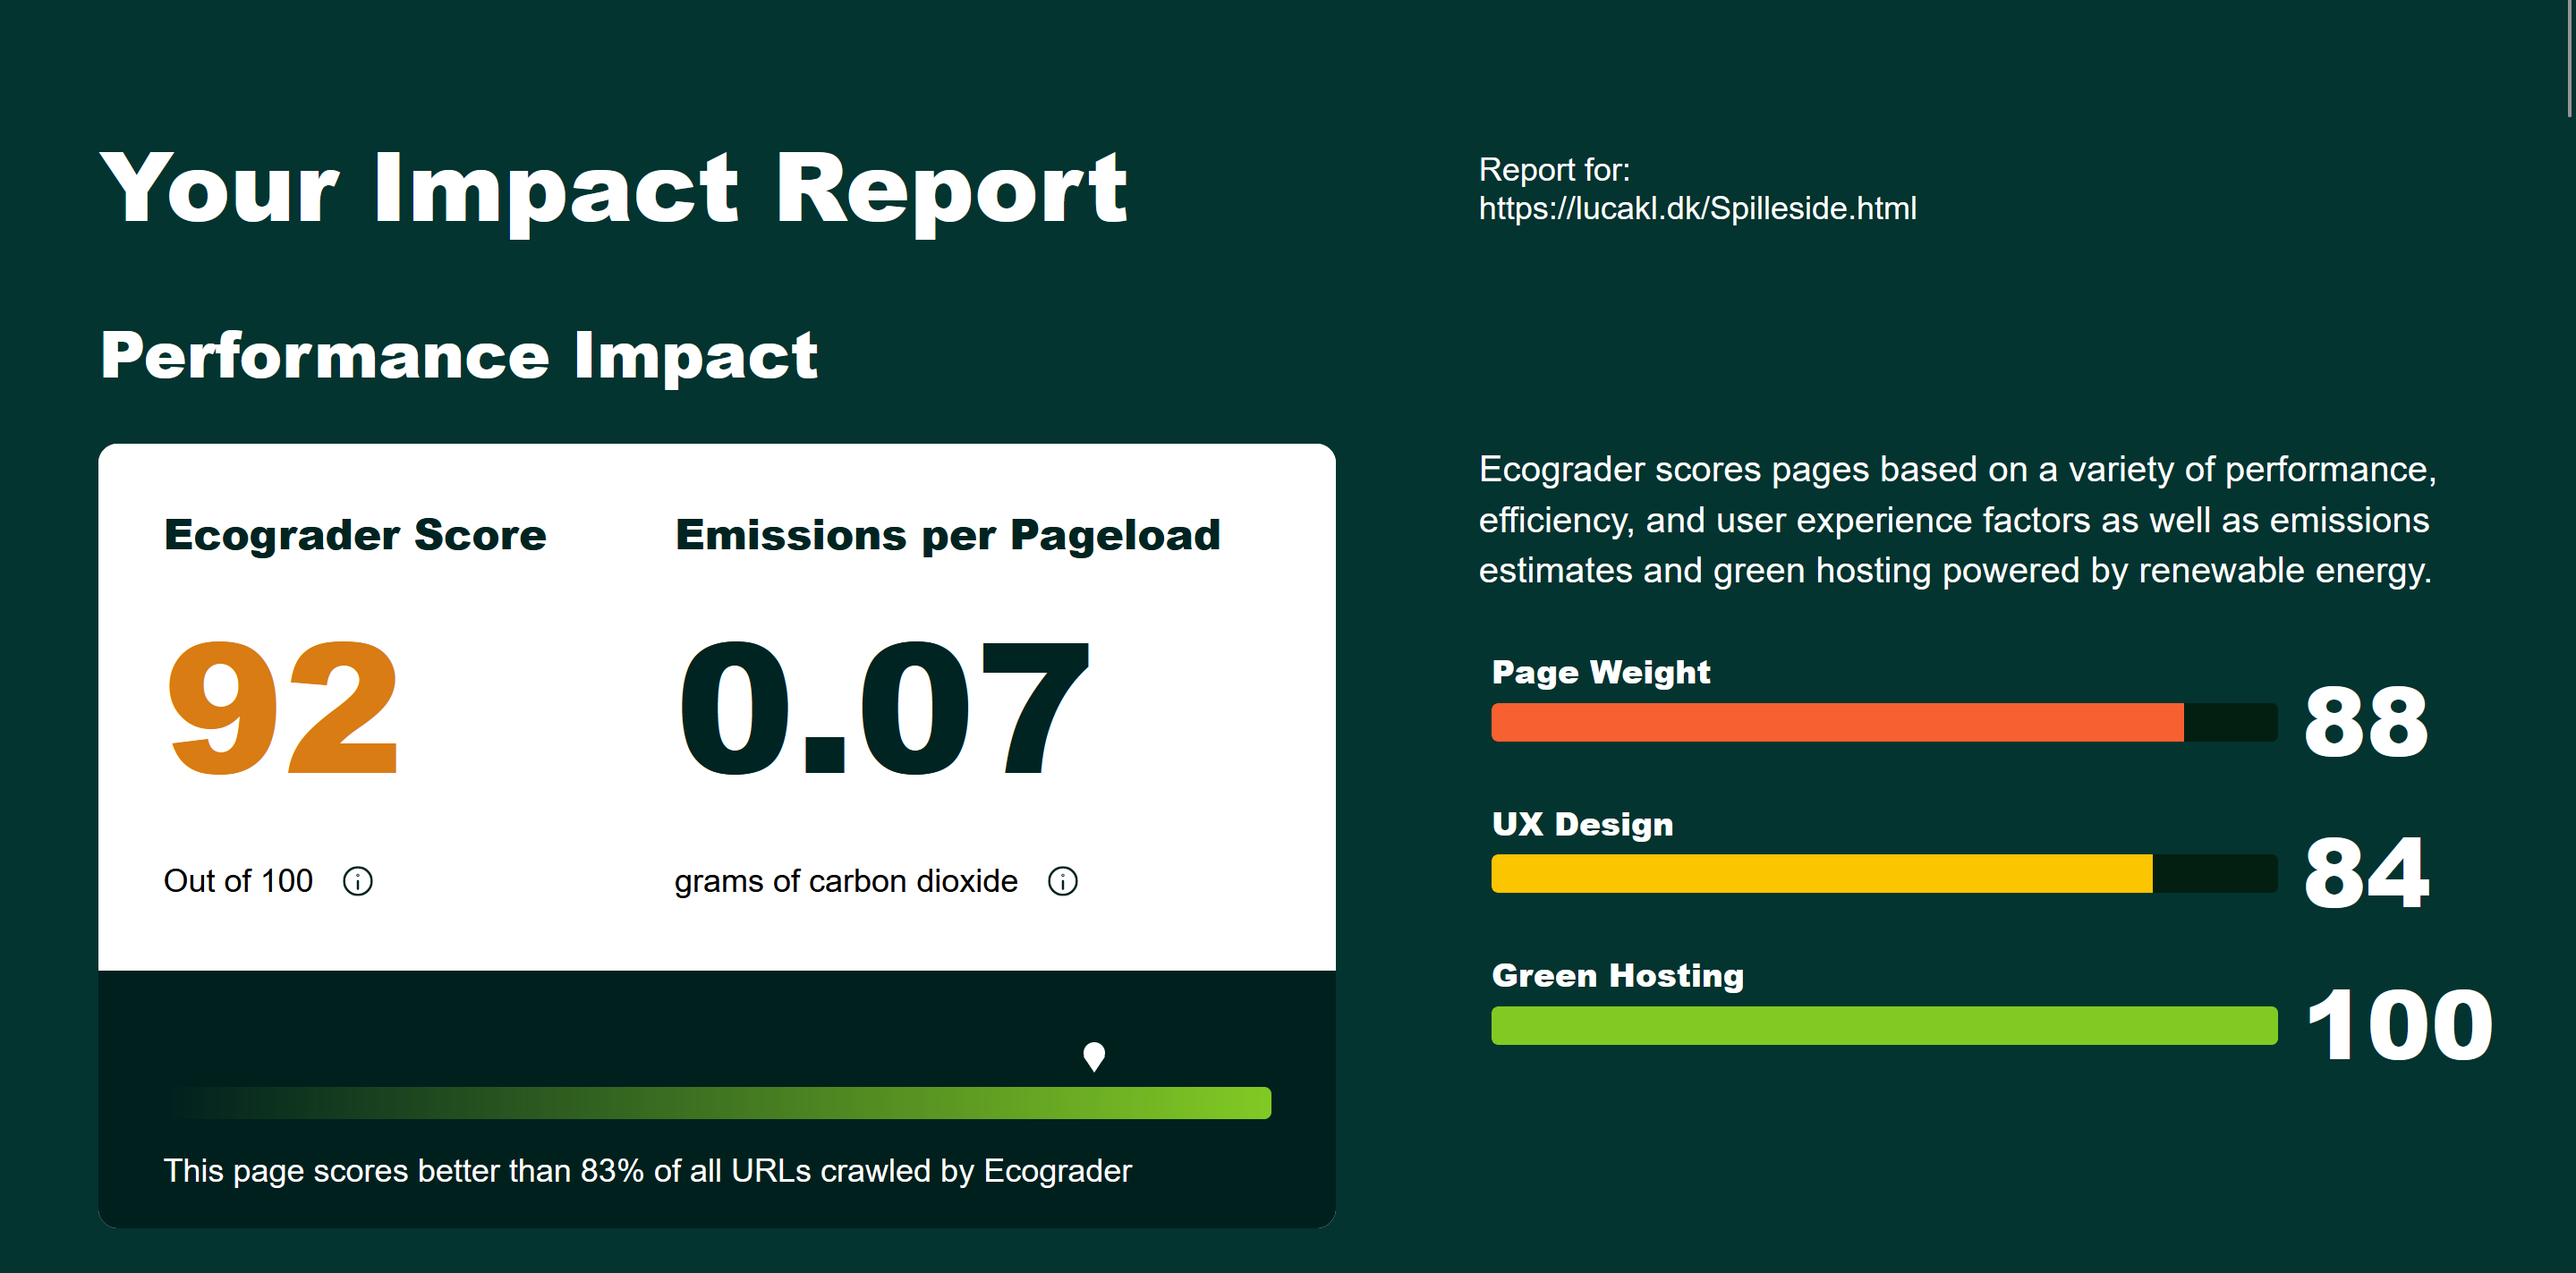 Your Impact Report
Report for:
https://lucakl.dk/Spilleside.html
Performance Impact
Ecograder Score
Emissions per Pageload
92
0.07
Out of 100
grams of carbon dioxide
This page scores better than 83% of all URLs crawled by Ecograder
Ecograder scores pages based on a variety of performance,
efficiency, and user experience factors as well as emissions
estimates and green hosting powered by renewable energy.
Page Weight
88
UX Design
84
Green Hosting
100